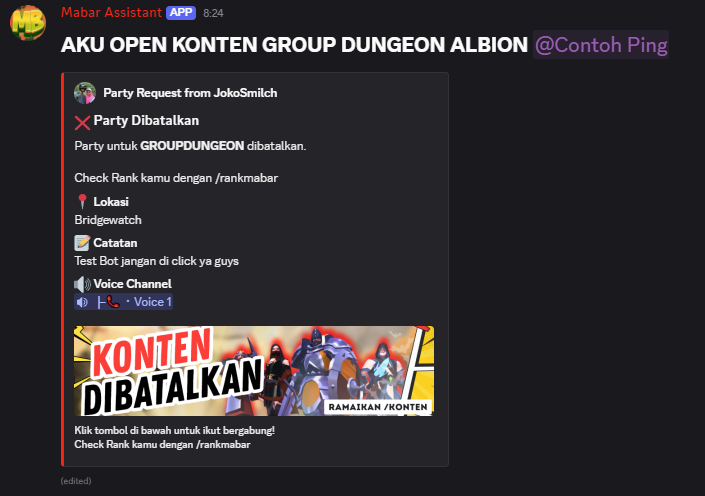 MB
Mabar Assistant APP 8:24
AKU OPEN KONTEN GROUP DUNGEON ALBION @Contoh Ping
Party Request from JokoSmilch
❌ Party Dibatalkan
Party untuk GROUPDUNGEON dibatalkan.
Check Rank kamu dengan /rankmabar
📍 Lokasi
Bridgewatch
📝 Catatan
Test Bot jangan di click ya guys
🔊 Voice Channel
🔊 ├📞・Voice 1
KONTEN
DIBATALKAN
RAMAIKAN /KONTEN
Klik tombol di bawah untuk ikut bergabung!
Check Rank kamu dengan /rankmabar
(edited)